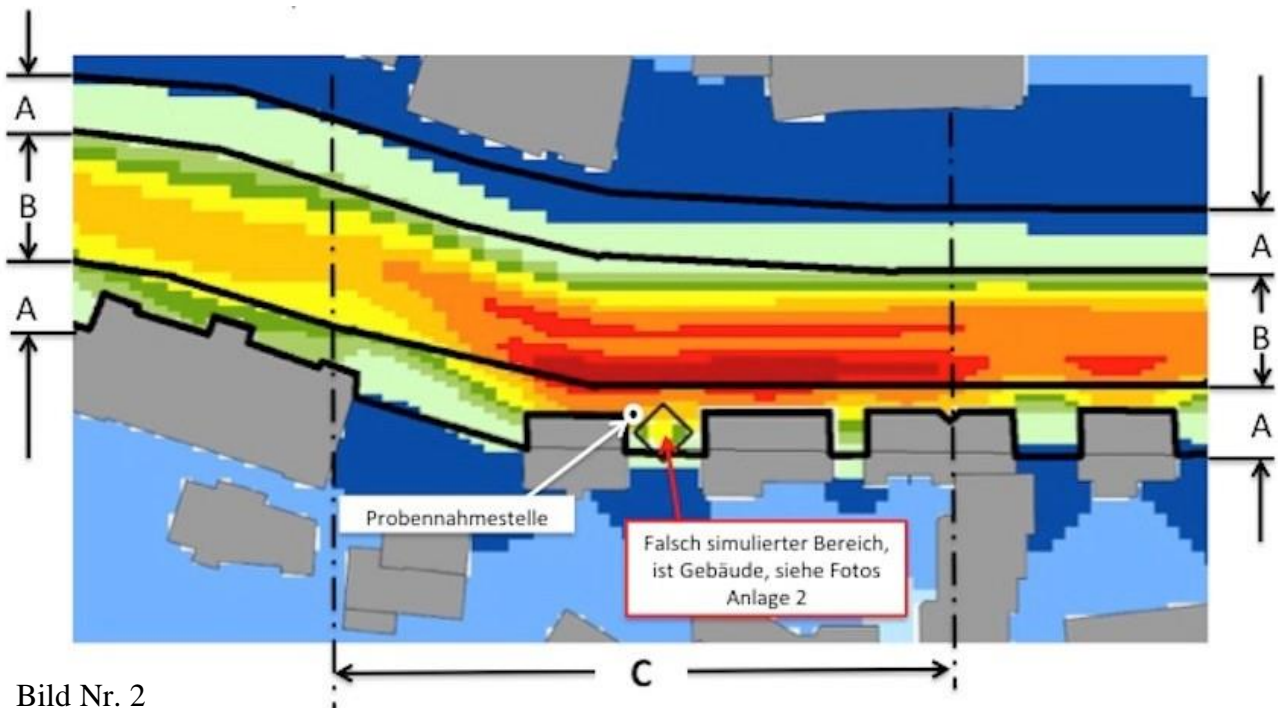 A
B
A
A
B
A
Probennahmestelle
Falsch simulierter Bereich,
ist Gebäude, siehe Fotos
Anlage 2
C
Bild Nr. 2